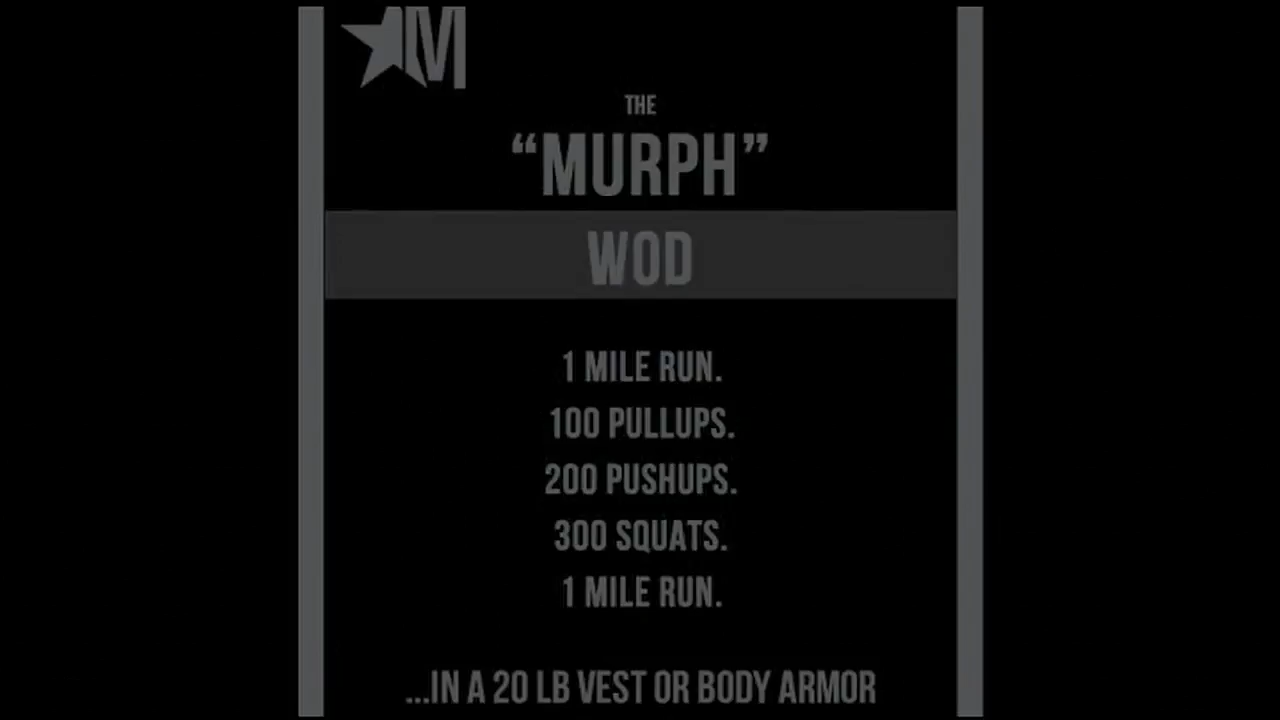 M
THE
“MURPH”
WOD
1 MILE RUN.
100 PULLUPS.
200 PUSHUPS.
300 SQUATS.
1 MILE RUN.
...IN A 20 LB VEST OR BODY ARMOR